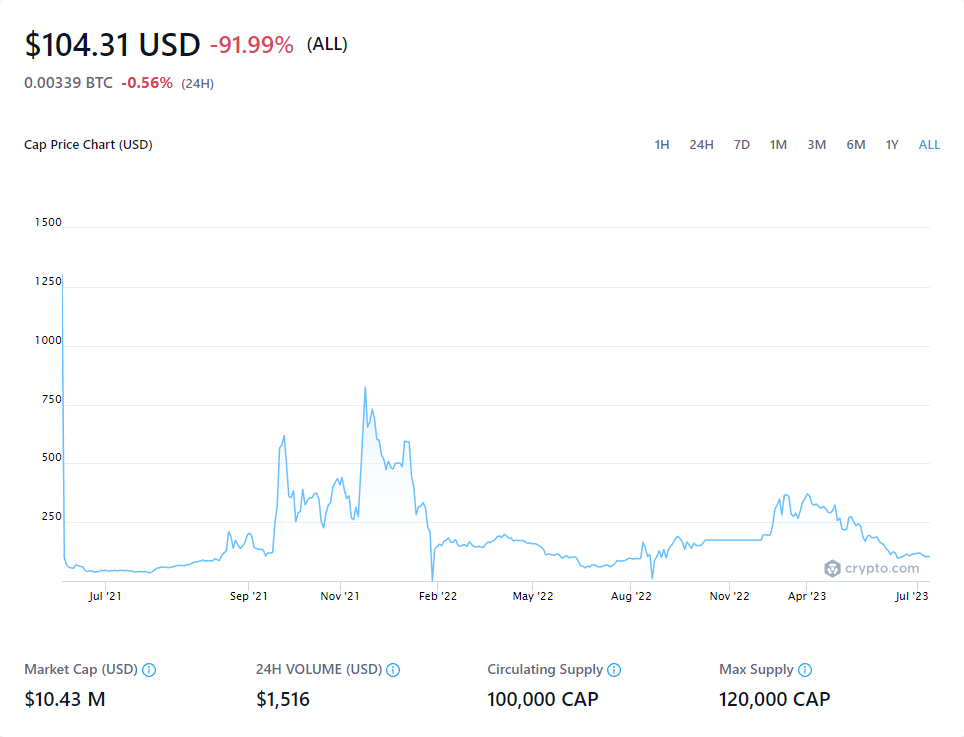 $104.31 USD -91.99% (ALL)
0.00339 BTC -0.56% (24H)
Cap Price Chart (USD) 1H 24H 7D 1M 3M 6M 1Y ALL
1500
1250
1000
750
500
250
crypto.com
Jul '21 Sep '21 Nov '21 Feb '22 May '22 Aug '22 Nov '22 Apr '23 Jul '23
Market Cap (USD) 24H VOLUME (USD) Circulating Supply Max Supply
$10.43 M $1,516 100,000 CAP 120,000 CAP